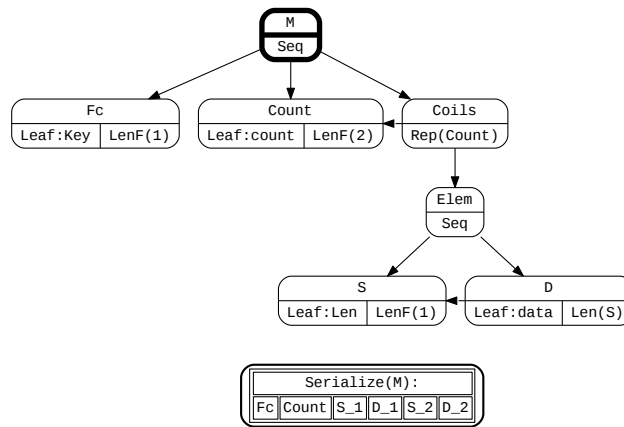 M
Seq
Fc
Leaf:Key LenF(1)
Count
Leaf:count LenF(2)
Coils
Rep(Count)
Elem
Seq
S
Leaf:Len LenF(1)
D
Leaf:data Len(S)
Serialize(M):
Fc Count S_1 D_1 S_2 D_2